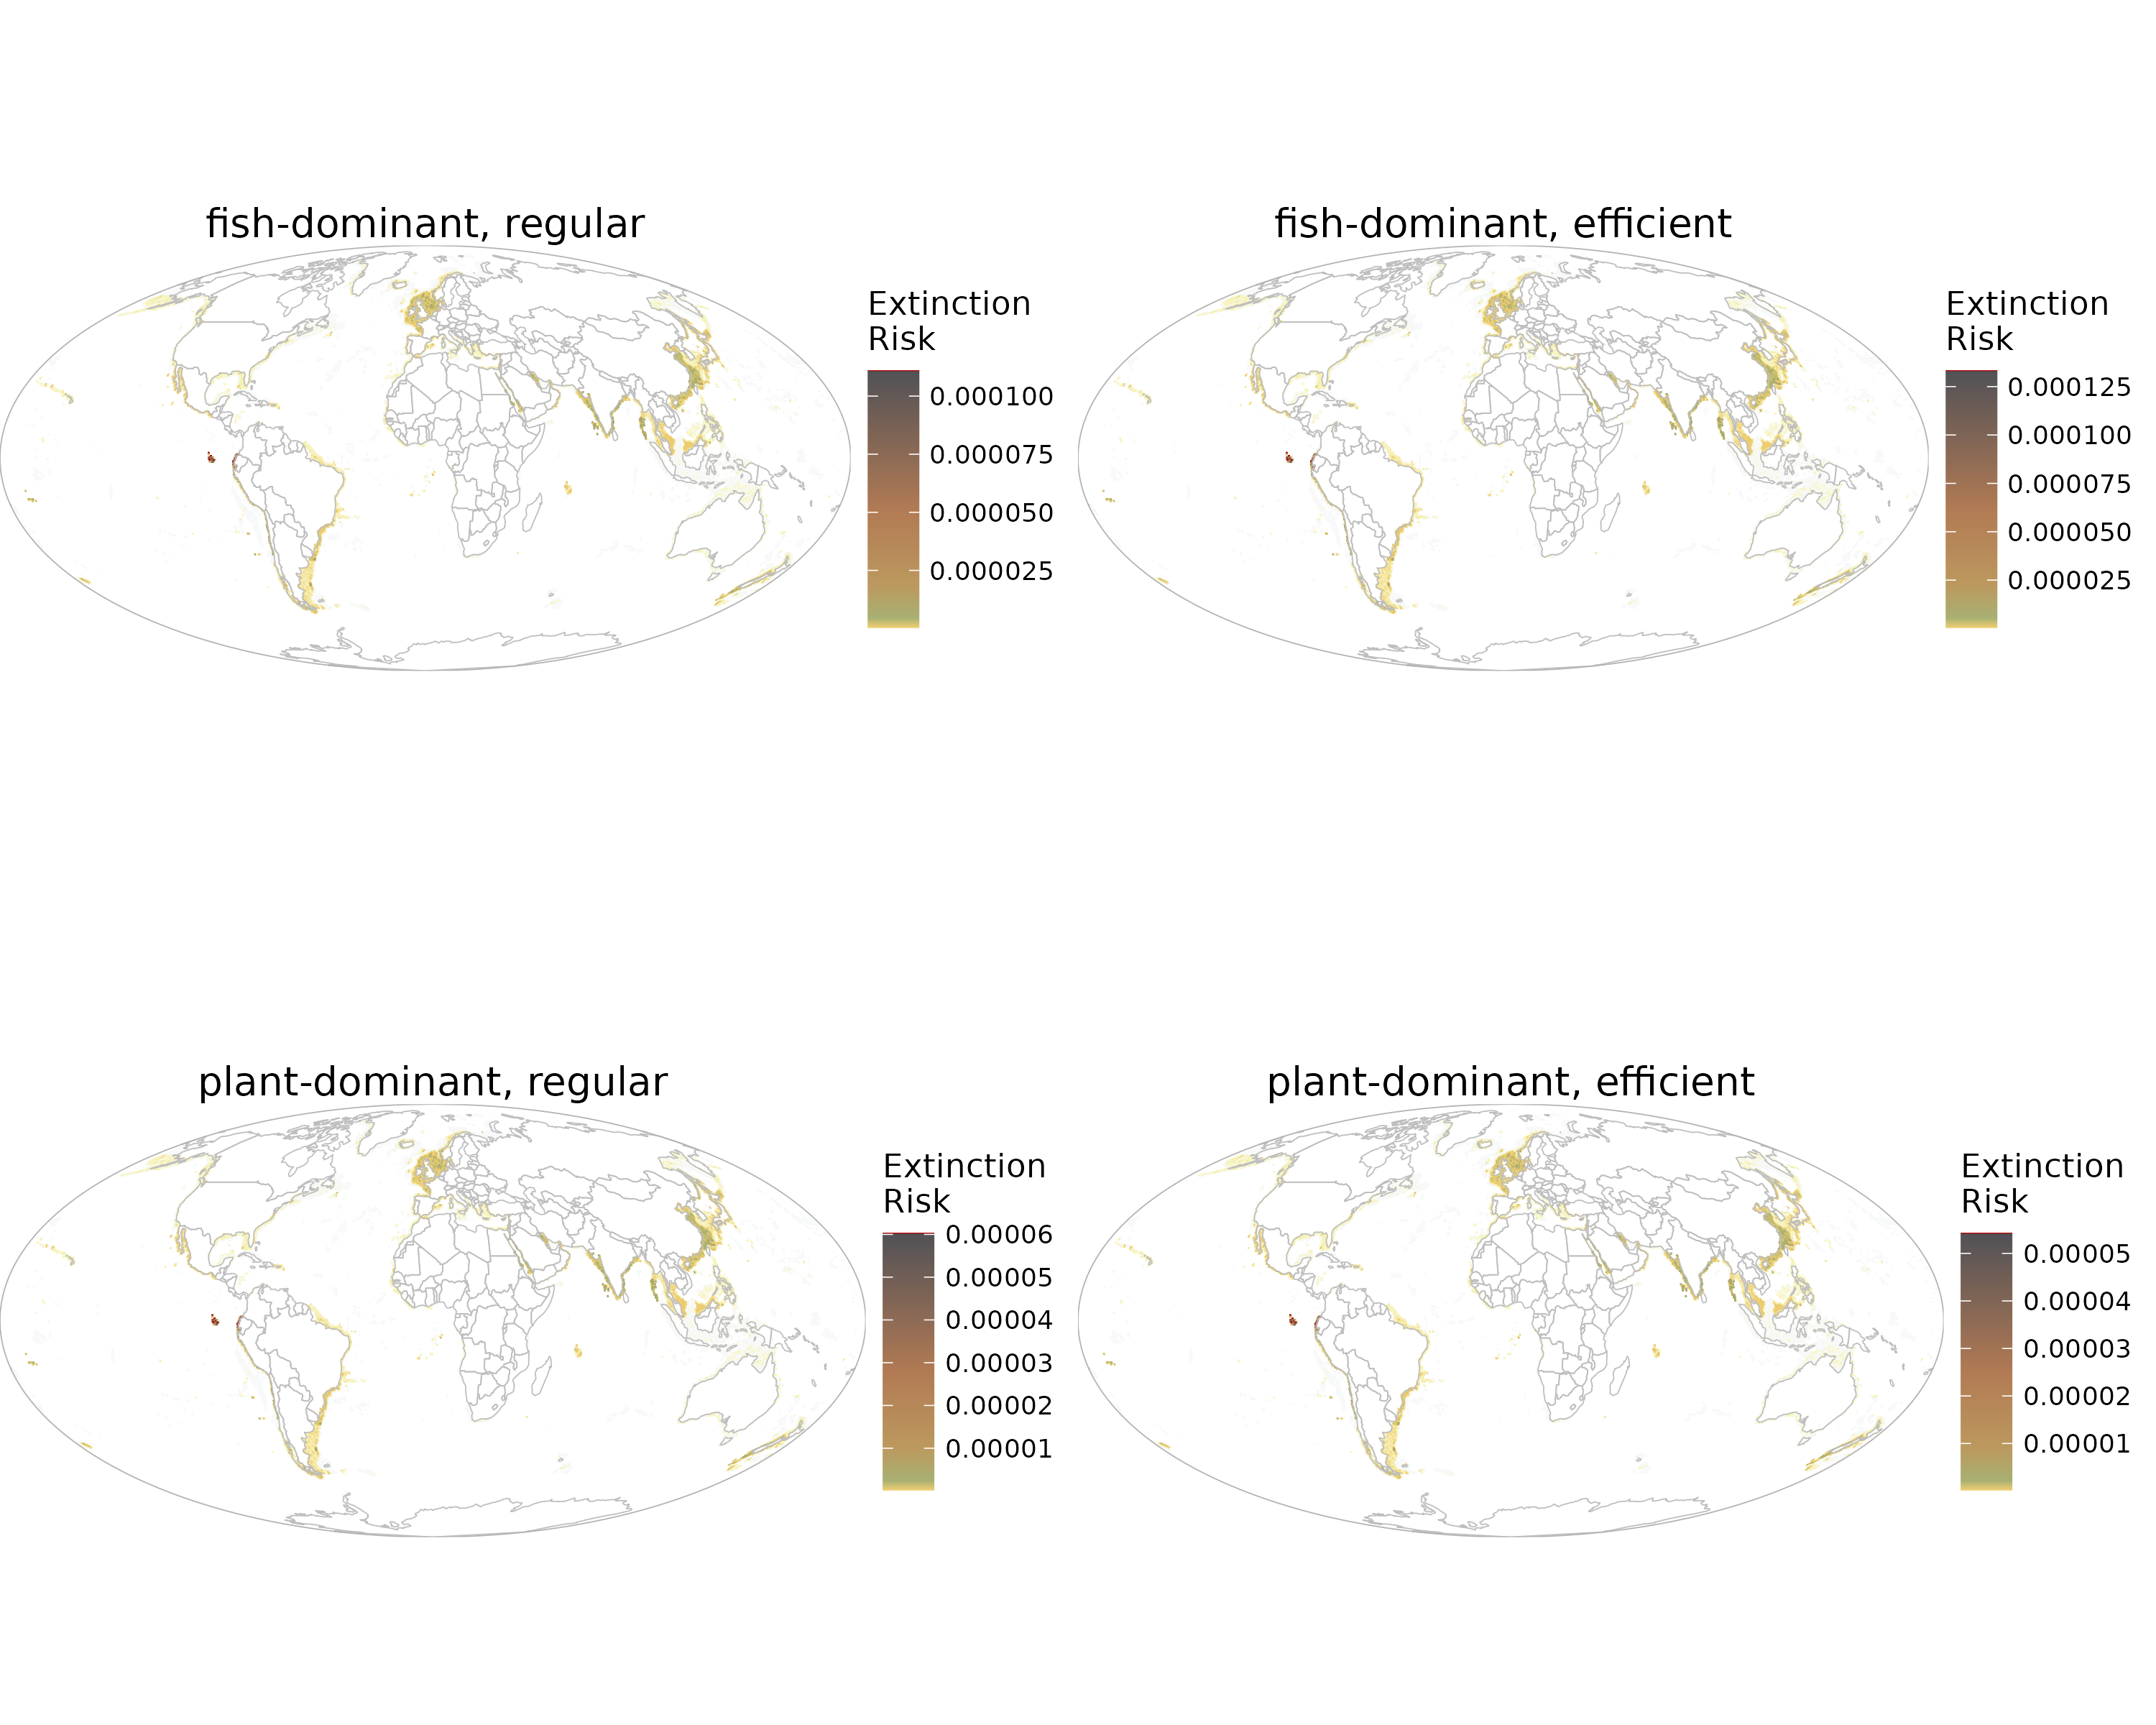 fish-dominant, regular
Extinction
Risk
0.000100
0.000075
0.000050
0.000025
fish-dominant, efficient
Extinction
Risk
0.000125
0.000100
0.000075
0.000050
0.000025
plant-dominant, regular
Extinction
Risk
0.00006
0.00005
0.00004
0.00003
0.00002
0.00001
plant-dominant, efficient
Extinction
Risk
0.00005
0.00004
0.00003
0.00002
0.00001